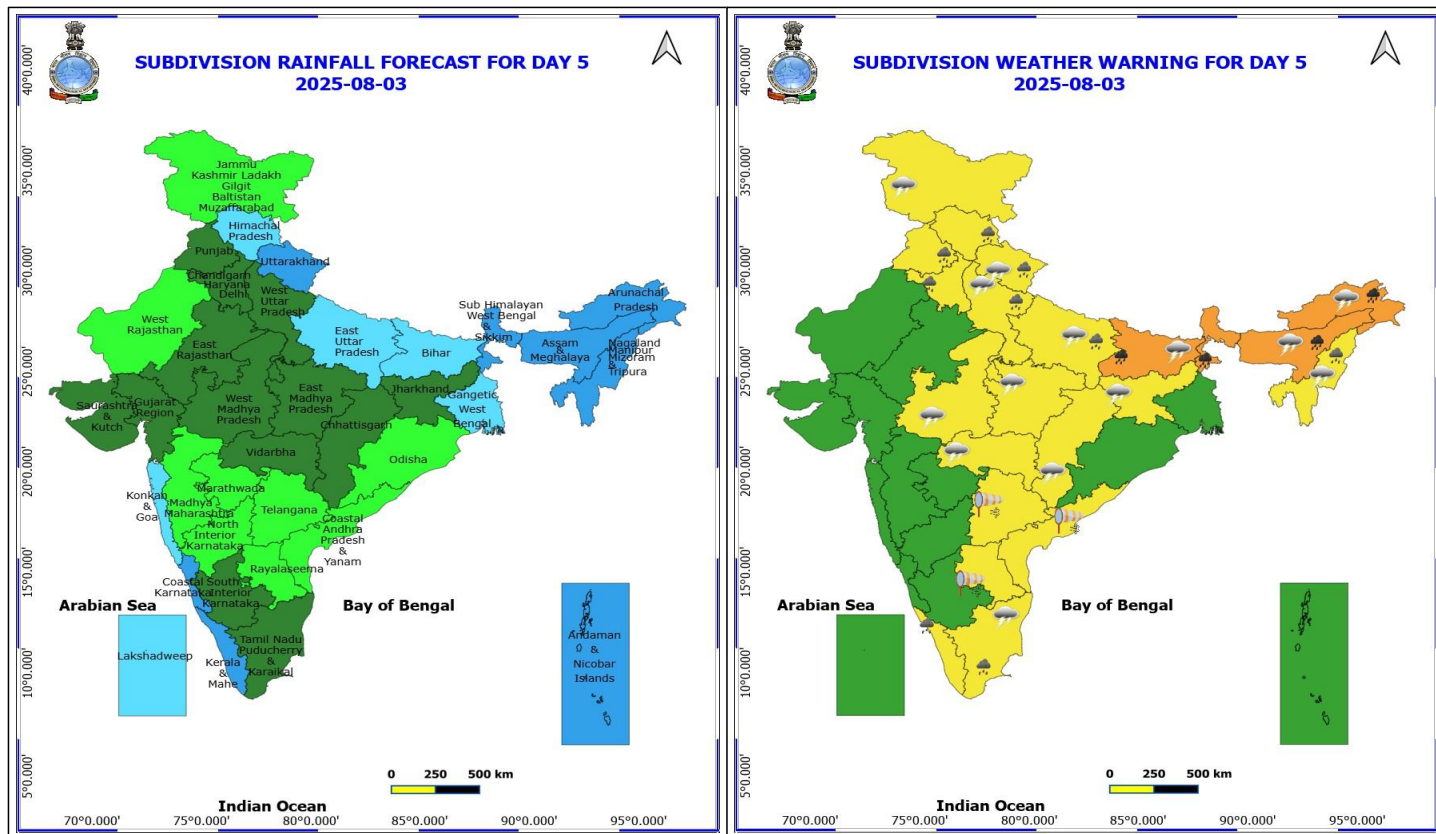 SUBDIVISION RAINFALL FORECAST FOR DAY 5
2025-08-03
40°0.000'
35°0.000'
30°0.000'
25°0.000'
20°0.000'
15°0.000'
10°0.000'
5°0.000'
Jammu
Kashmir Ladakh
Gilgit
Baltistan
Muzaffarabad
Himachal
Pradesh
Punjab
Uttarakhand
Chandigarh
Haryana
Delhi
West
Uttar
Pradesh
West
Rajasthan
East
Rajasthan
East
Uttar
Pradesh
Bihar
Sub Himalayan
West Bengal
&
Sikkim
Arunachal
Pradesh
Assam
&
Meghalaya
Nagaland
Manipur
Mizoram
&
Tripura
Saurashtra
&
Kutch
Gujarat
Region
West
Madhya
Pradesh
East
Madhya
Pradesh
Jharkhand
Gangetic
West
Bengal
Chhattisgarh
Vidarbha
Odisha
Konkan
&
Goa
Marathwada
Madhya
Maharashtra
North
Interior
Karnataka
Telangana
Coastal
Andhra
Pradesh
&
Yanam
Rayalaseema
Coastal
Karnataka
South
Interior
Karnataka
Arabian Sea
Bay of Bengal
Lakshadweep
Kerala
&
Mahe
Tamil Nadu
Puducherry
&
Karaikal
Andaman
&
Nicobar
Islands
0 250 500 km
Indian Ocean
70°0.000' 75°0.000' 80°0.000' 85°0.000' 90°0.000' 95°0.000'
SUBDIVISION WEATHER WARNING FOR DAY 5
2025-08-03
40°0.000'
35°0.000'
30°0.000'
25°0.000'
20°0.000'
15°0.000'
10°0.000'
5°0.000'
Arabian Sea
Bay of Bengal
0 250 500 km
Indian Ocean
70°0.000' 75°0.000' 80°0.000' 85°0.000' 90°0.000' 95°0.000'